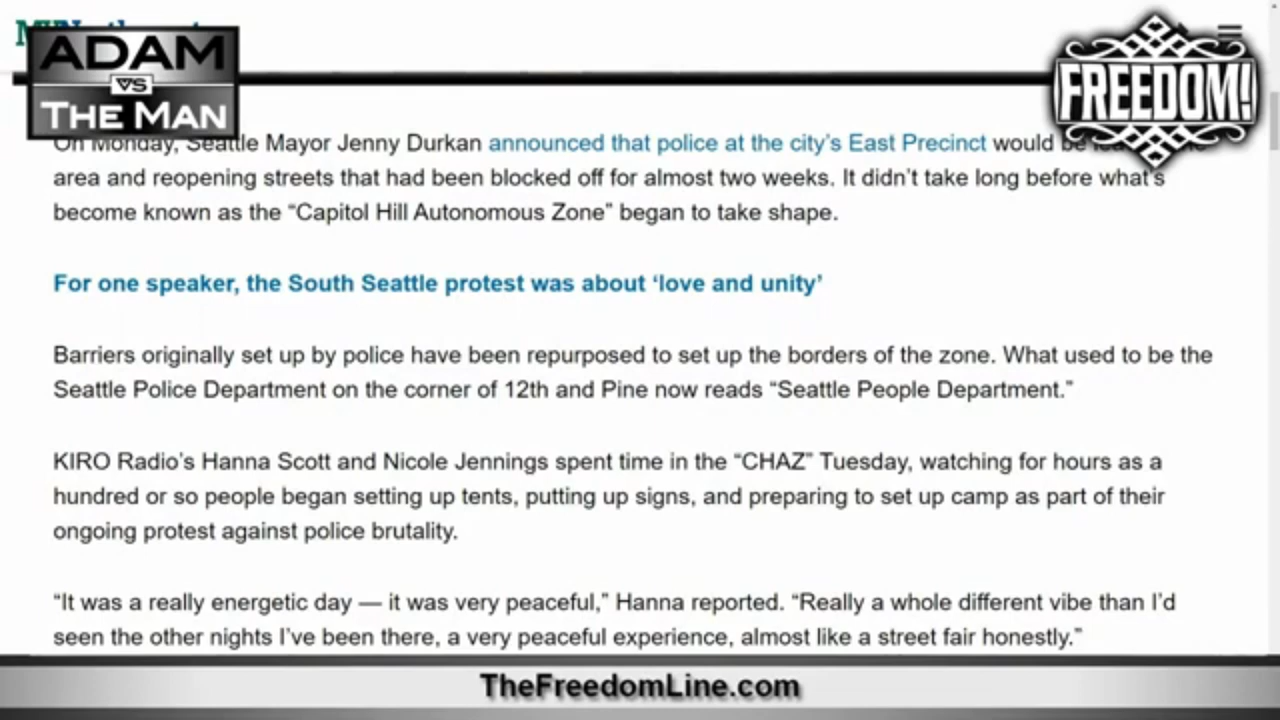 ADAM
VS
THE MAN
FREEDOM!
On Monday, Seattle Mayor Jenny Durkan announced that police at the city's East Precinct would be
area and reopening streets that had been blocked off for almost two weeks. It didn't take long before what's
become known as the “Capitol Hill Autonomous Zone” began to take shape.
For one speaker, the South Seattle protest was about ‘love and unity’
Barriers originally set up by police have been repurposed to set up the borders of the zone. What used to be the
Seattle Police Department on the corner of 12th and Pine now reads “Seattle People Department.”
KIRO Radio’s Hanna Scott and Nicole Jennings spent time in the “CHAZ” Tuesday, watching for hours as a
hundred or so people began setting up tents, putting up signs, and preparing to set up camp as part of their
ongoing protest against police brutality.
“It was a really energetic day — it was very peaceful,” Hanna reported. “Really a whole different vibe than I’d
seen the other nights I’ve been there, a very peaceful experience, almost like a street fair honestly.”
TheFreedomLine.com